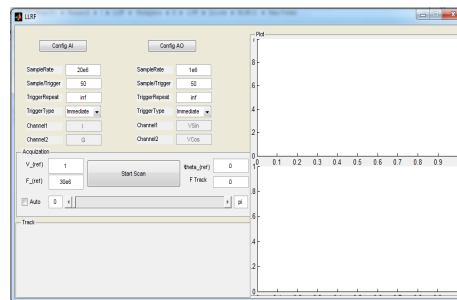 LLRF
Config AI
Config AO
SampleRate 20e6
SampleRate 1e6
Sample/Trigger 50
Sample/Trigger 50
TriggerRepeat inf
TriggerRepeat inf
TriggerType Immediate
TriggerType Immediate
Channel1 I
Channel1 VSin
Channel2 Q
Channel2 VCos
Acquization
V_(ref) 1
Start Scan
theta_(ref) 0
F_(ref) 30e6
F Track 0
Auto 0
pi
Track
Plot
1
.8
.6
.4
.2
0
0 0.1 0.2 0.3 0.4 0.5 0.6 0.7 0.8 0.9
1
.8
.6
.4
.2
0